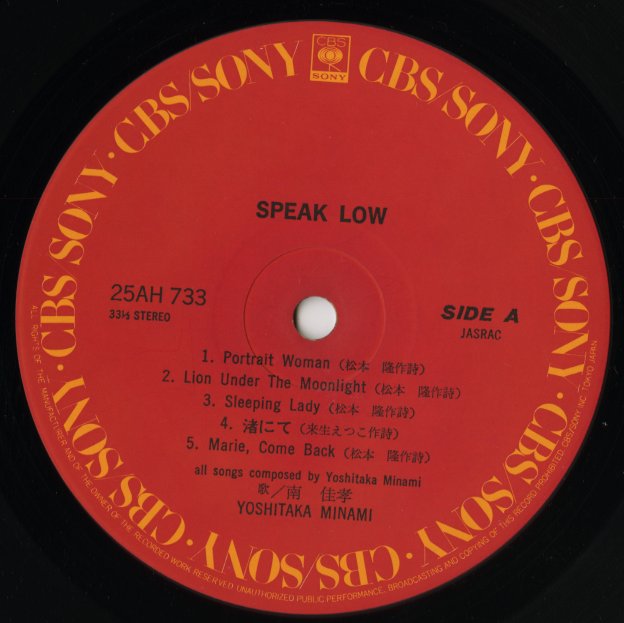 CBS/SONY · CBS/SONY · CBS/SONY · CBS/SONY · CBS/SONY · CBS/SONY · CBS/SONY · CBS/SONY
CBS
SONY
SPEAK LOW
25AH 733
33⅓ STEREO
SIDE A
JASRAC
1. Portrait Woman (松本 隆作詩)
2. Lion Under The Moonlight (松本 隆作詩)
3. Sleeping Lady (松本 隆作詩)
4. 渚にて (来生えつこ作詩)
5. Marie, Come Back (松本 隆作詩)
all songs composed by Yoshitaka Minami
歌/南 佳孝
YOSHITAKA MINAMI
ALL RIGHTS OF THE MANUFACTURER AND OF THE OWNER OF THE RECORDED WORK RESERVED. UNAUTHORIZED PUBLIC PERFORMANCE, BROADCASTING AND COPYING OF THIS RECORD PROHIBITED. CBS/SONY INC. TOKYO JAPAN